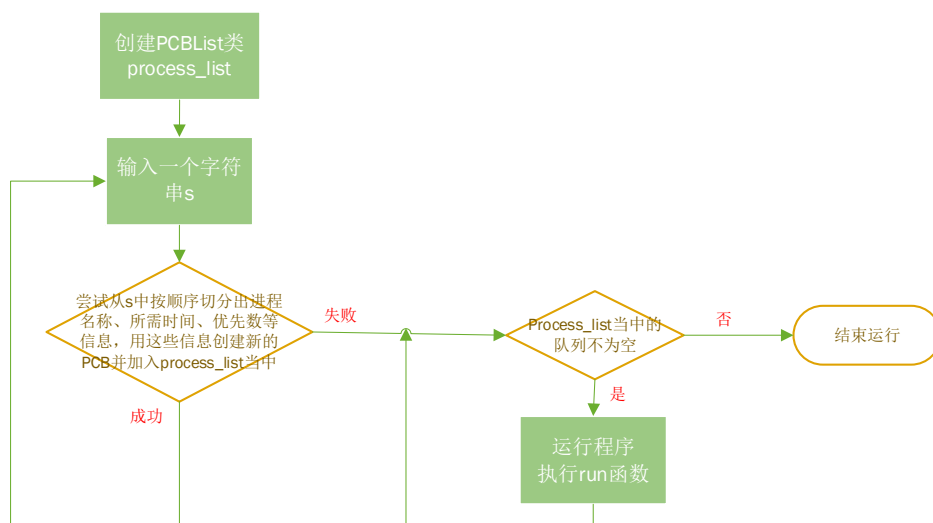 创建PCBList类
process_list
输入一个字符
串s
尝试从s中按顺序切分出进程
名称、所需时间、优先数等
信息，用这些信息创建新的
PCB并加入process_list当中
失败
成功
Process_list当中的
队列不为空
否
结束运行
是
运行程序
执行run函数